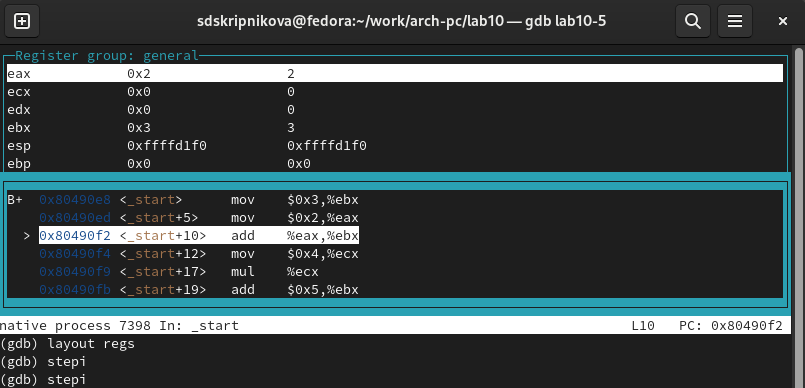 sdskripnikova@fedora:~/work/arch-pc/lab10 — gdb lab10-5
Register group: general
eax 0x2 2
ecx 0x0 0
edx 0x0 0
ebx 0x3 3
esp 0xffffd1f0 0xffffd1f0
ebp 0x0 0x0
B+ 0x80490e8 <_start> mov $0x3,%ebx
0x80490ed <_start+5> mov $0x2,%eax
> 0x80490f2 <_start+10> add %eax,%ebx
0x80490f4 <_start+12> mov $0x4,%ecx
0x80490f9 <_start+17> mul %ecx
0x80490fb <_start+19> add $0x5,%ebx
native process 7398 In: _start L10 PC: 0x80490f2
(gdb) layout regs
(gdb) stepi
(gdb) stepi